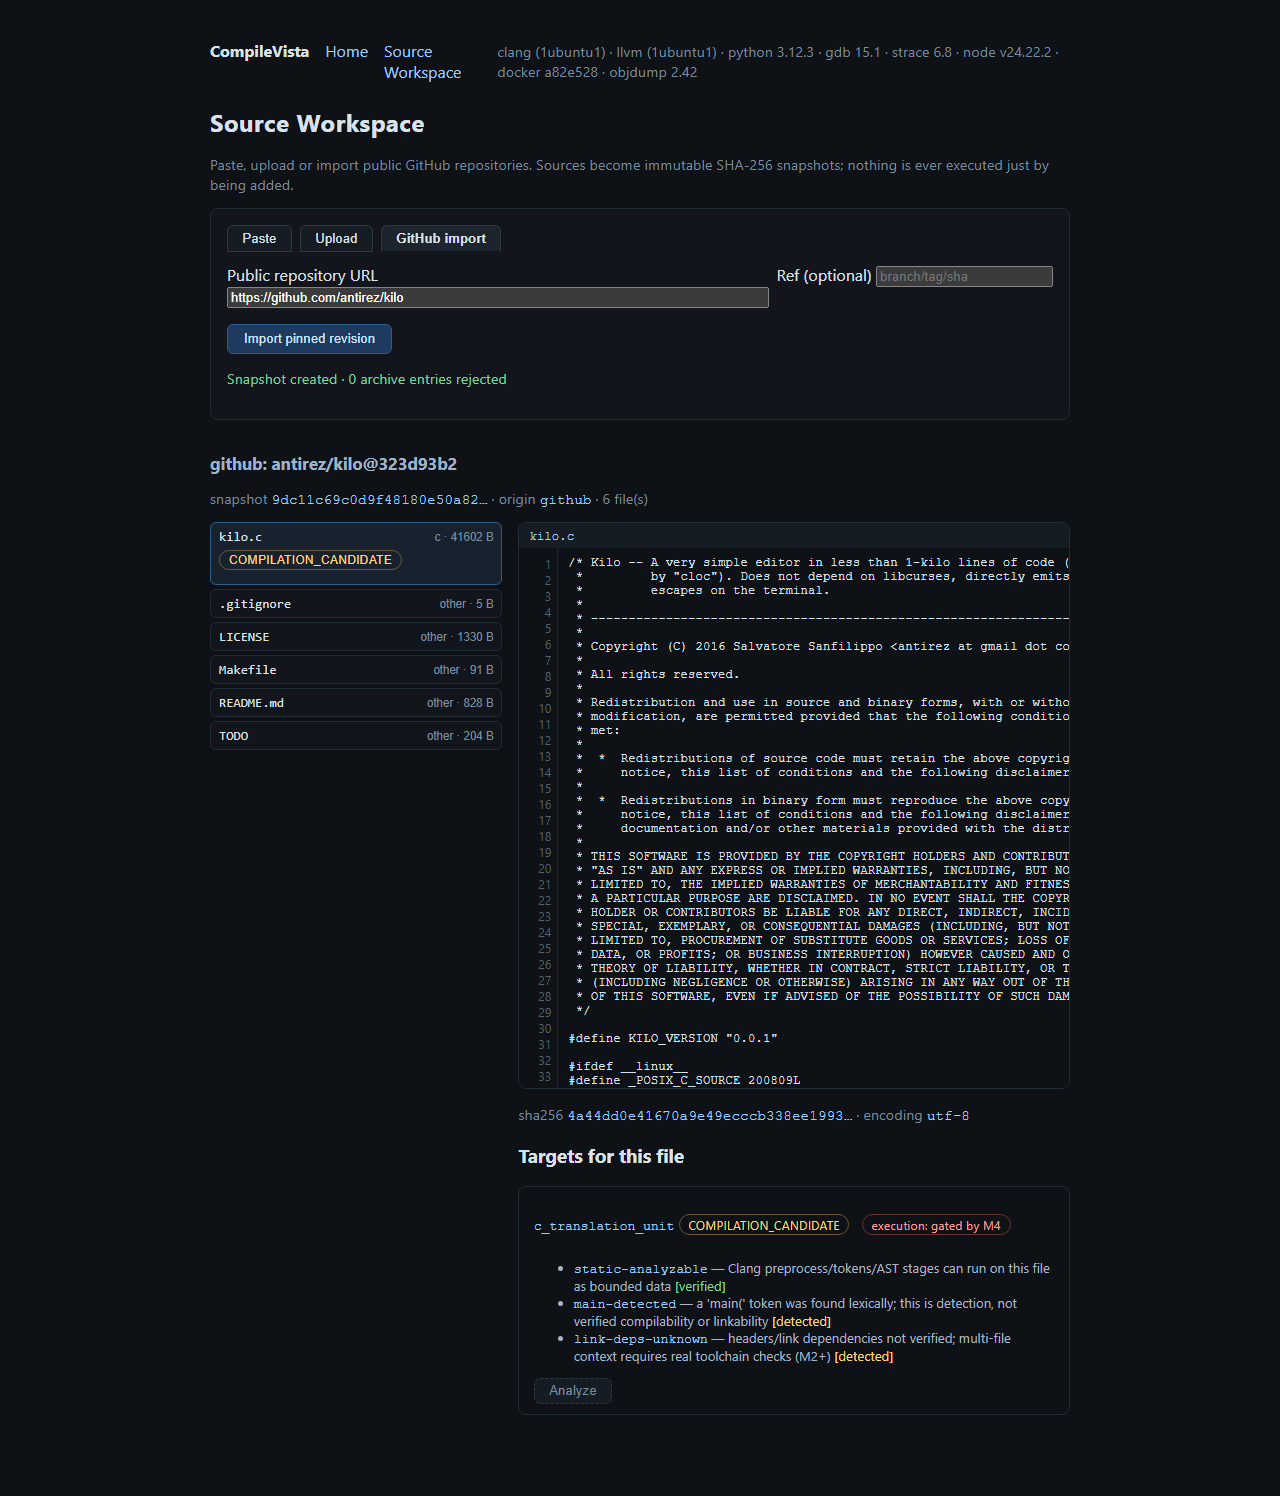 CompileVista Home Source Workspace
clang (1ubuntu1) · llvm (1ubuntu1) · python 3.12.3 · gdb 15.1 · strace 6.8 · node v24.22.2 ·
docker a82e528 · objdump 2.42
Source Workspace
Paste, upload or import public GitHub repositories. Sources become immutable SHA-256 snapshots; nothing is ever executed just by
being added.
Paste Upload GitHub import
Public repository URL
https://github.com/antirez/kilo
Ref (optional) branch/tag/sha
Import pinned revision
Snapshot created · 0 archive entries rejected
github: antirez/kilo@323d93b2
snapshot 9dc11c69c0d9f48180e50a82… · origin github · 6 file(s)
kilo.c c · 41602 B
COMPILATION_CANDIDATE
.gitignore other · 5 B
LICENSE other · 1330 B
Makefile other · 91 B
README.md other · 828 B
TODO other · 204 B
kilo.c
1
2
3
4
5
6
7
8
9
10
11
12
13
14
15
16
17
18
19
20
21
22
23
24
25
26
27
28
29
30
31
32
33
/* Kilo -- A very simple editor in less than 1-kilo lines of code (
 *         by "cloc"). Does not depend on libcurses, directly emits
 *         escapes on the terminal.
 *
 * ----------------------------------------------------------------
 *
 * Copyright (C) 2016 Salvatore Sanfilippo <antirez at gmail dot co
 *
 * All rights reserved.
 *
 * Redistribution and use in source and binary forms, with or witho
 * modification, are permitted provided that the following conditio
 * met:
 *
 *  *  Redistributions of source code must retain the above copyrig
 *     notice, this list of conditions and the following disclaimer
 *
 *  *  Redistributions in binary form must reproduce the above copy
 *     notice, this list of conditions and the following disclaimer
 *     documentation and/or other materials provided with the distr
 *
 * THIS SOFTWARE IS PROVIDED BY THE COPYRIGHT HOLDERS AND CONTRIBUT
 * "AS IS" AND ANY EXPRESS OR IMPLIED WARRANTIES, INCLUDING, BUT NO
 * LIMITED TO, THE IMPLIED WARRANTIES OF MERCHANTABILITY AND FITNES
 * A PARTICULAR PURPOSE ARE DISCLAIMED. IN NO EVENT SHALL THE COPYR
 * HOLDER OR CONTRIBUTORS BE LIABLE FOR ANY DIRECT, INDIRECT, INCID
 * SPECIAL, EXEMPLARY, OR CONSEQUENTIAL DAMAGES (INCLUDING, BUT NOT
 * LIMITED TO, PROCUREMENT OF SUBSTITUTE GOODS OR SERVICES; LOSS OF
 * DATA, OR PROFITS; OR BUSINESS INTERRUPTION) HOWEVER CAUSED AND O
 * THEORY OF LIABILITY, WHETHER IN CONTRACT, STRICT LIABILITY, OR T
 * (INCLUDING NEGLIGENCE OR OTHERWISE) ARISING IN ANY WAY OUT OF TH
 * OF THIS SOFTWARE, EVEN IF ADVISED OF THE POSSIBILITY OF SUCH DAM
 */
#define KILO_VERSION "0.0.1"
#ifdef __linux__
#define _POSIX_C_SOURCE 200809L
sha256 4a44dd0e41670a9e49ecccb338ee1993… · encoding utf-8
Targets for this file
c_translation_unit COMPILATION_CANDIDATE execution: gated by M4
• static-analyzable — Clang preprocess/tokens/AST stages can run on this file
as bounded data [verified]
• main-detected — a 'main(' token was found lexically; this is detection, not
verified compilability or linkability [detected]
• link-deps-unknown — headers/link dependencies not verified; multi-file
context requires real toolchain checks (M2+) [detected]
Analyze